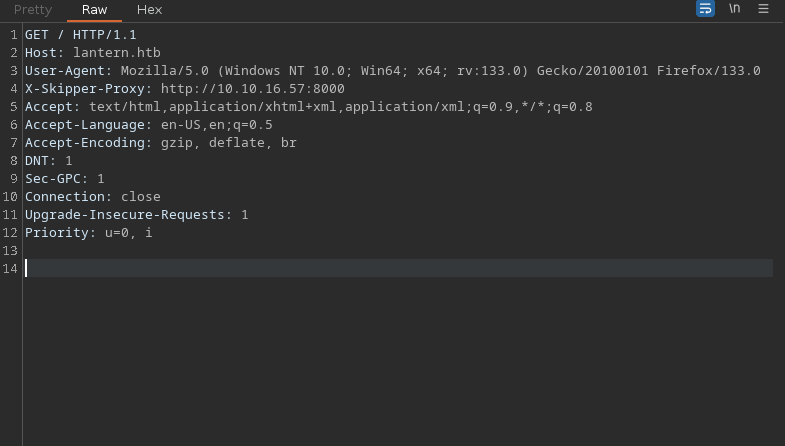 Pretty Raw Hex
\n
1 GET / HTTP/1.1
2 Host: lantern.htb
3 User-Agent: Mozilla/5.0 (Windows NT 10.0; Win64; x64; rv:133.0) Gecko/20100101 Firefox/133.0
4 X-Skipper-Proxy: http://10.10.16.57:8000
5 Accept: text/html,application/xhtml+xml,application/xml;q=0.9,*/*;q=0.8
6 Accept-Language: en-US,en;q=0.5
7 Accept-Encoding: gzip, deflate, br
8 DNT: 1
9 Sec-GPC: 1
10 Connection: close
11 Upgrade-Insecure-Requests: 1
12 Priority: u=0, i
13
14